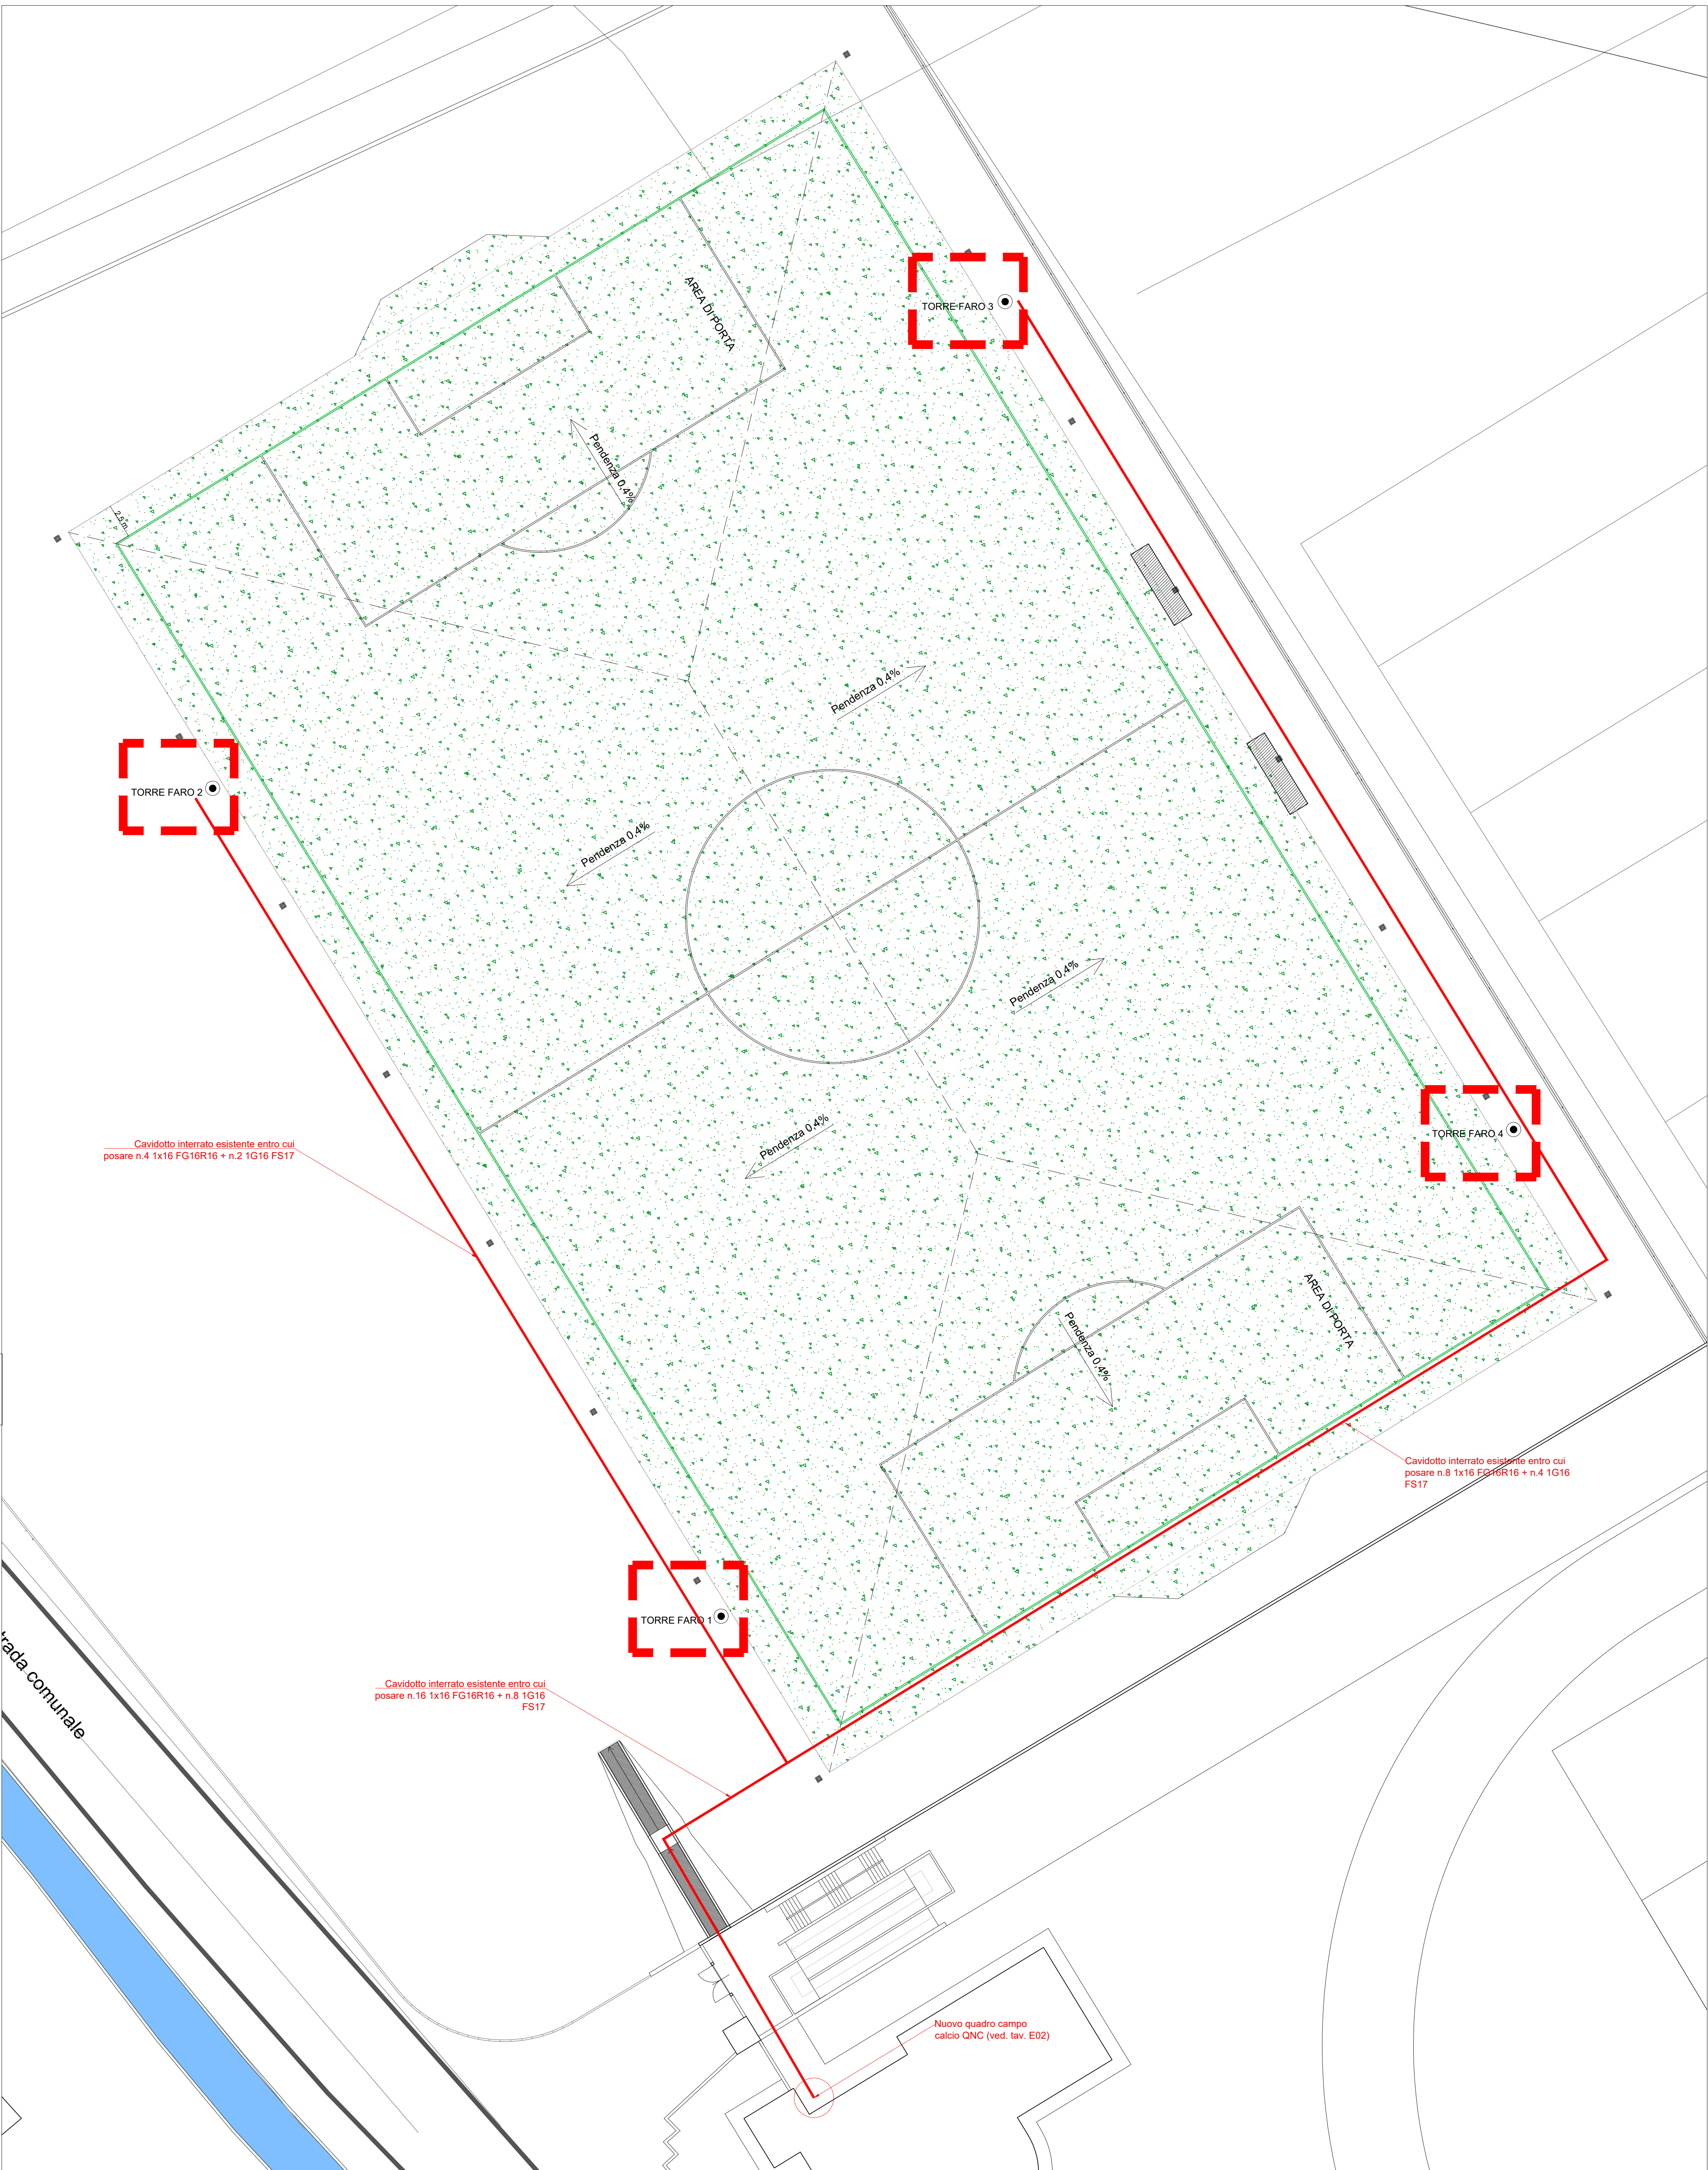 AREA DI PORTA
TORRE FARO 3
Pendenza 0,4%
2,5 m
Pendenza 0,4%
TORRE FARO 2
Pendenza 0,4%
Pendenza 0,4%
Pendenza 0,4%
TORRE FARO 4
Cavidotto interrato esistente entro cui
posare n.4 1x16 FG16R16 + n.2 1G16 FS17
AREA DI PORTA
Pendenza 0,4%
Cavidotto interrato esistente entro cui
posare n.8 1x16 FG16R16 + n.4 1G16
FS17
TORRE FARO 1
trada comunale
Cavidotto interrato esistente entro cui
posare n.16 1x16 FG16R16 + n.8 1G16
FS17
Nuovo quadro campo
calcio QNC (ved. tav. E02)